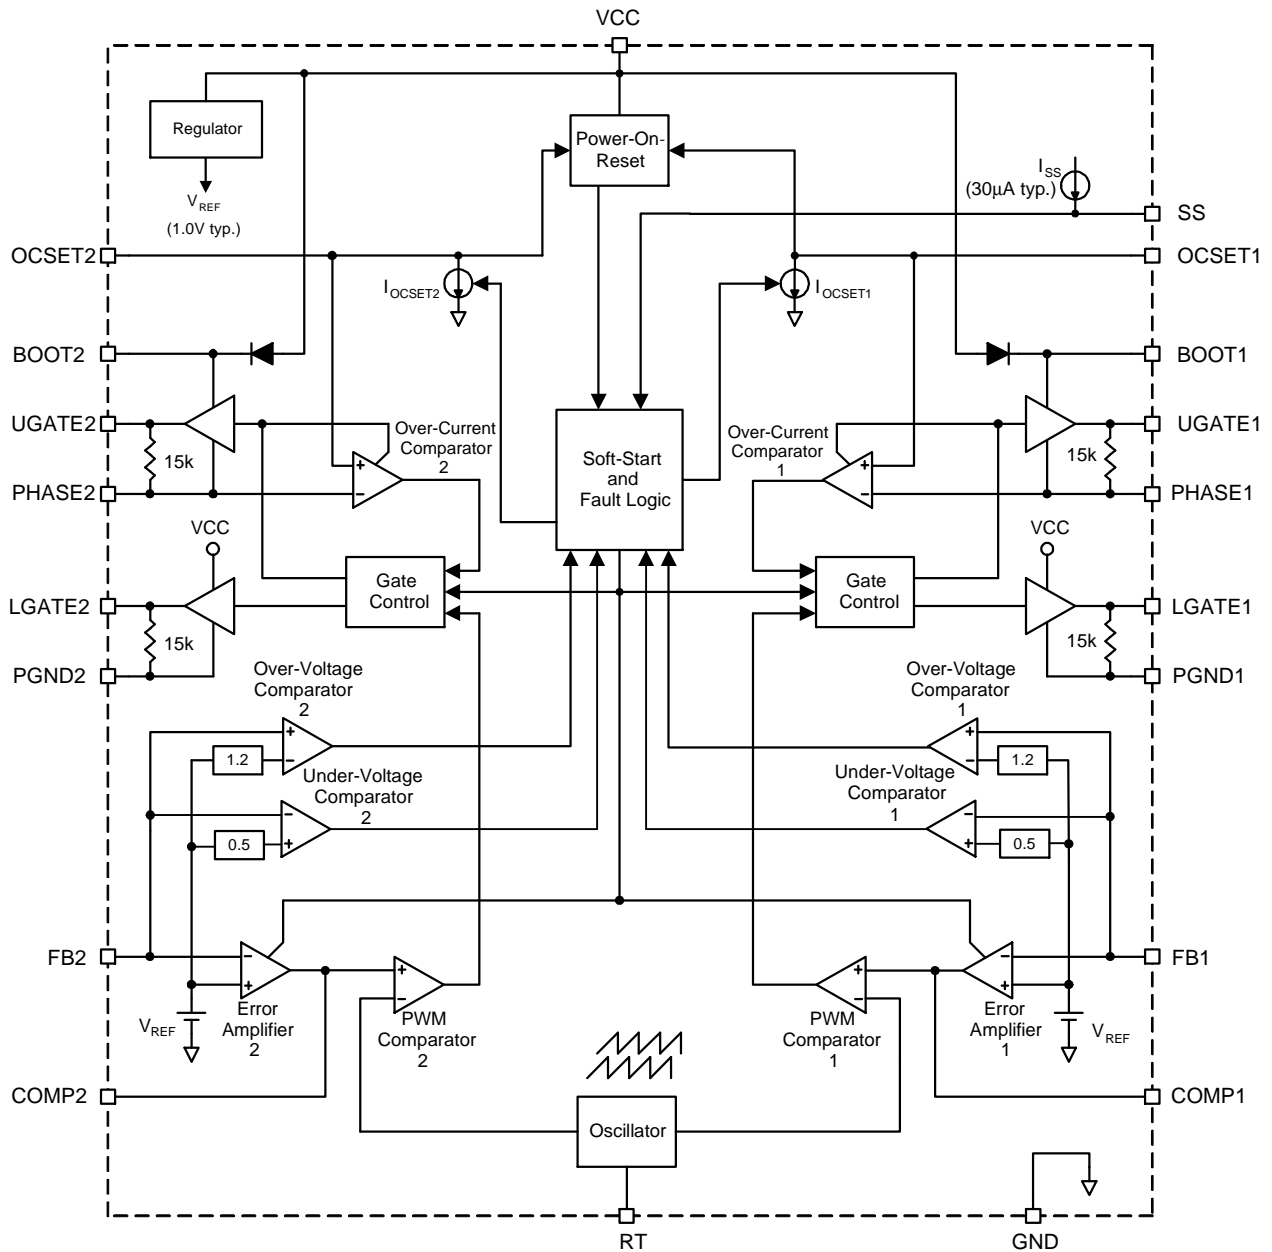 VCC
Regulator
VREF
(1.0V typ.)
Power-On-
Reset
ISS
(30µA typ.)
SS
OCSET2
OCSET1
IOCSET2
IOCSET1
BOOT2
BOOT1
UGATE2
15k
PHASE2
Over-Current
Comparator
2
Soft-Start
and
Fault Logic
Over-Current
Comparator
1
UGATE1
15k
PHASE1
+
−
+
−
VCC
VCC
LGATE2
15k
PGND2
Gate
Control
Gate
Control
LGATE1
15k
PGND1
Over-Voltage
Comparator
2
Over-Voltage
Comparator
1
+
−
1.2
+
−
1.2
Under-Voltage
Comparator
2
Under-Voltage
Comparator
1
−
+
0.5
−
+
0.5
FB2
FB1
−
+
+
−
+
−
−
+
VREF
Error
Amplifier
2
PWM
Comparator
2
PWM
Comparator
1
Error
Amplifier
1
VREF
COMP2
COMP1
Oscillator
RT
GND